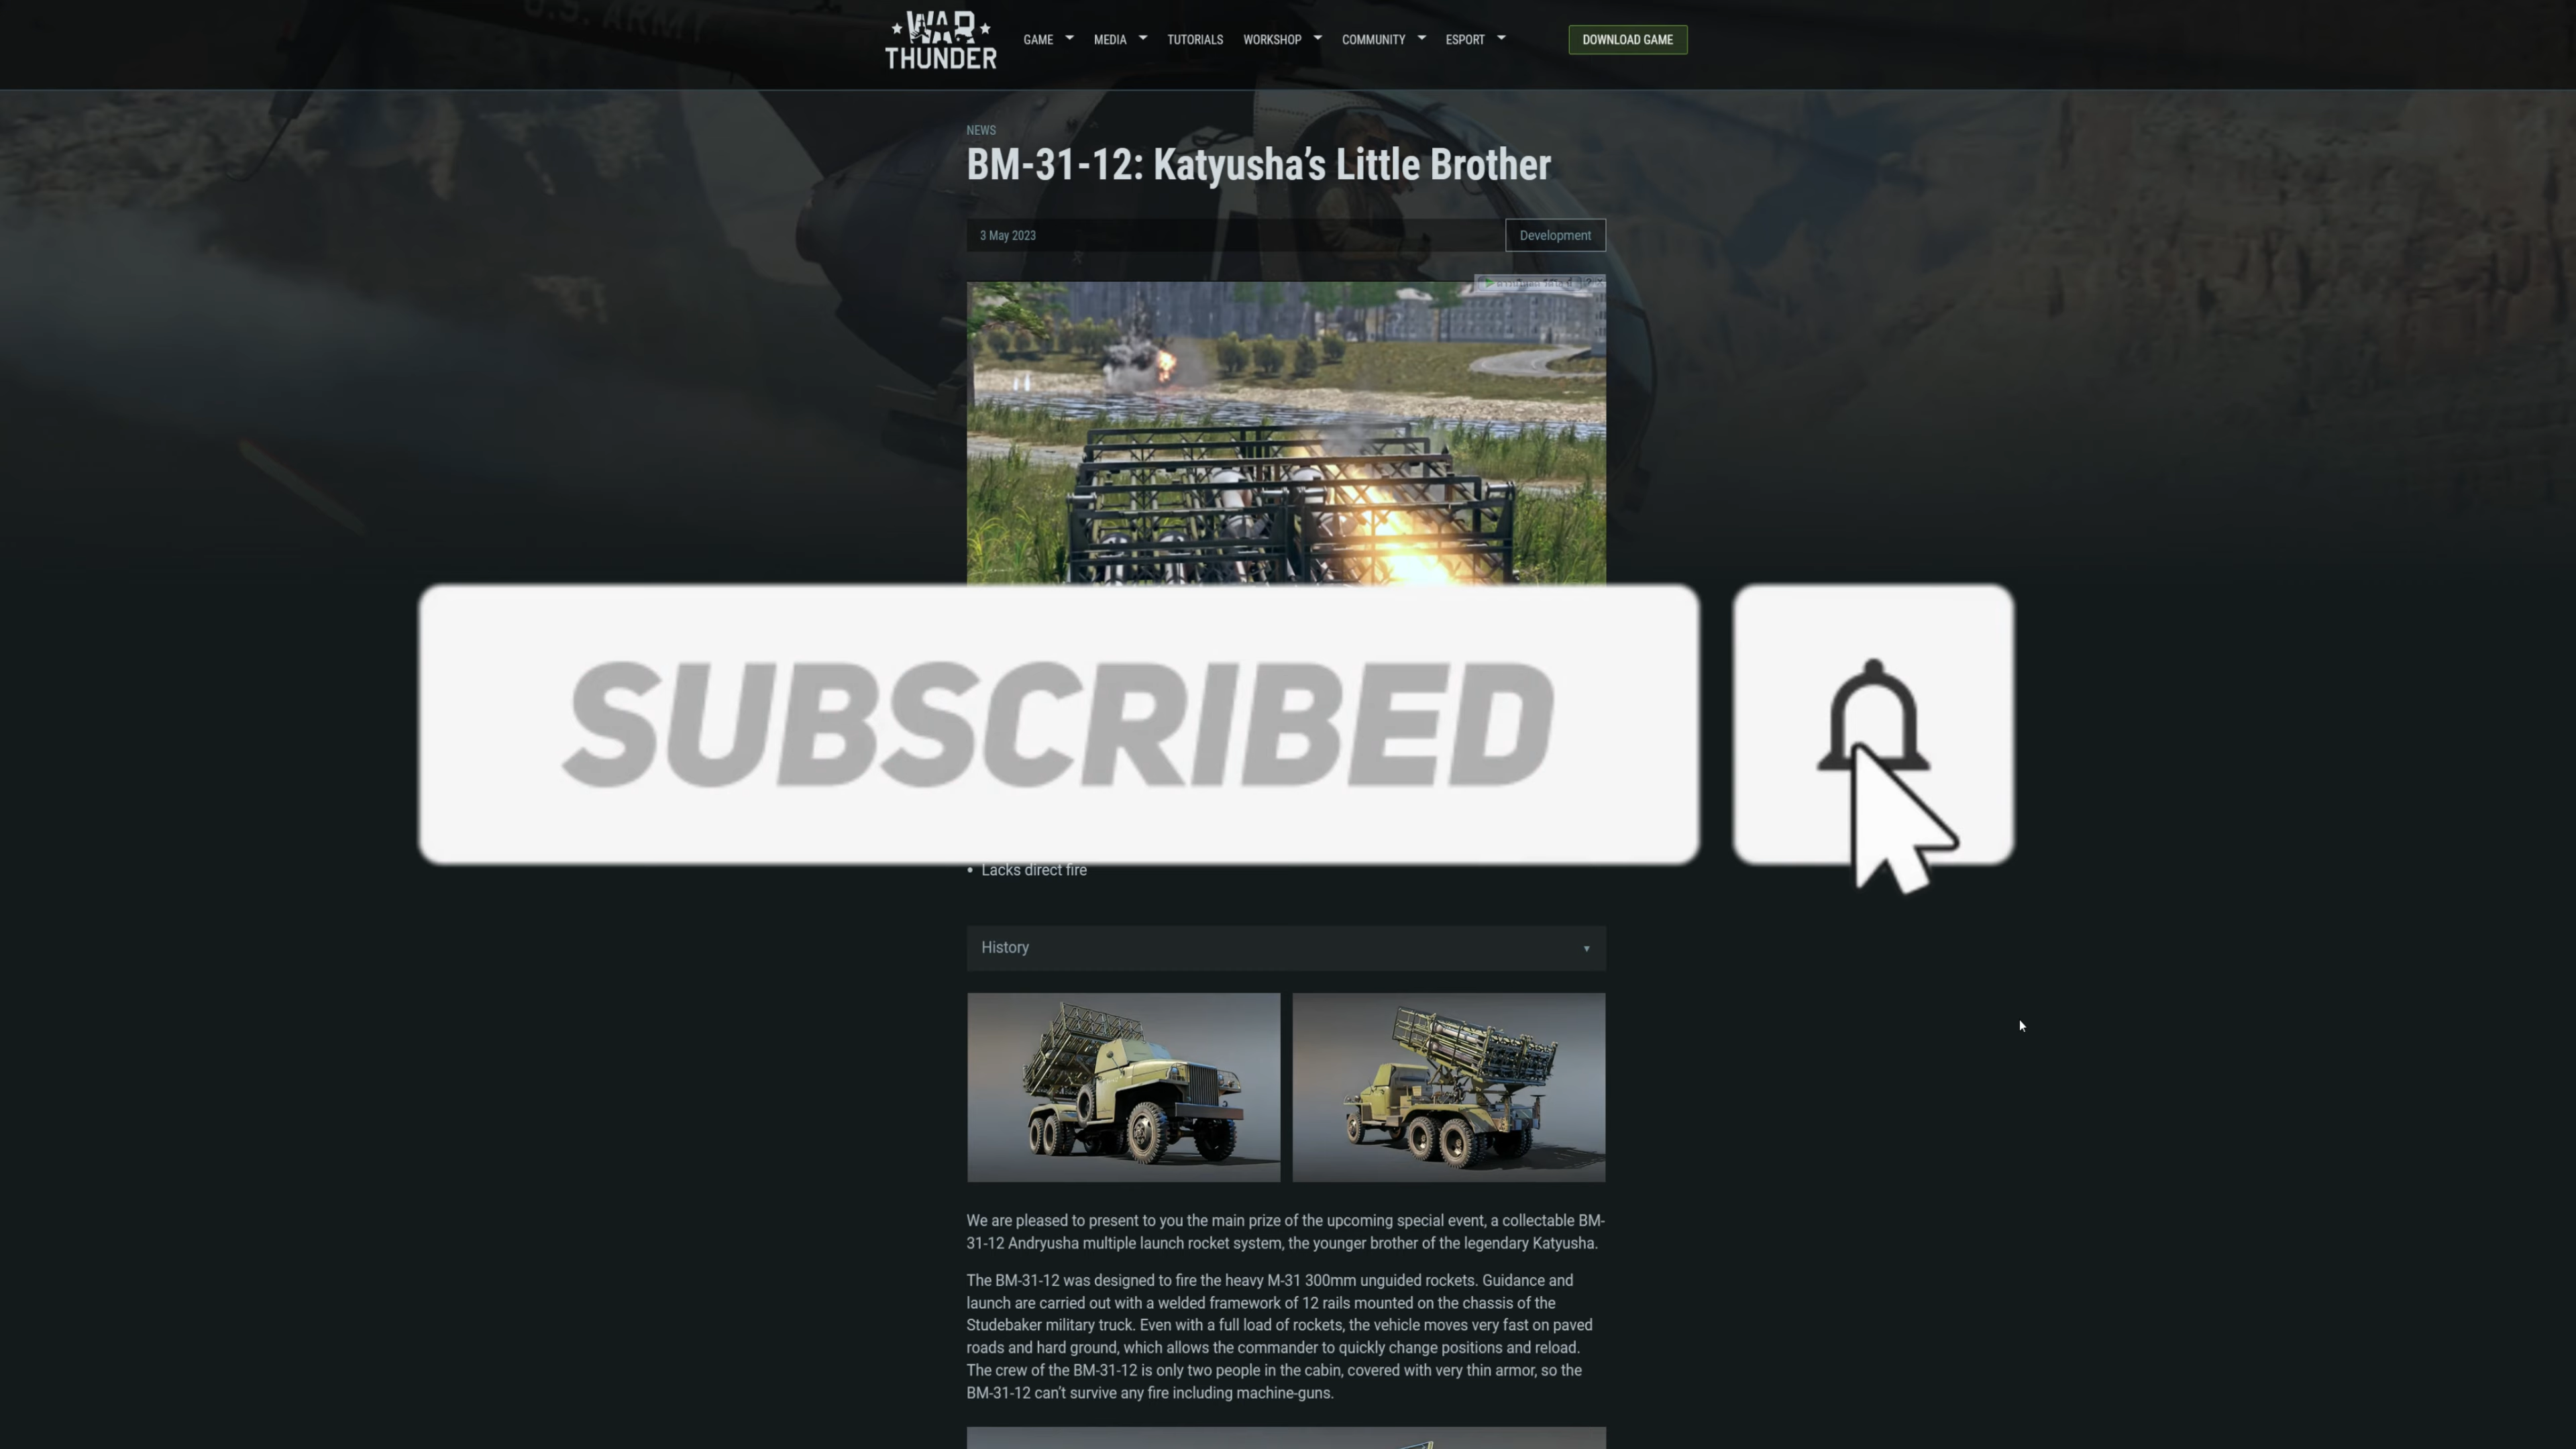 U.S. ARMY
WAR
THUNDER
GAME
MEDIA
TUTORIALS
WORKSHOP
COMMUNITY
ESPORT
DOWNLOAD GAME
NEWS
BM-31-12: Katyusha’s Little Brother
3 May 2023
Development
SUBSCRIBED
• Lacks direct fire
History
We are pleased to present to you the main prize of the upcoming special event, a collectable BM-
31-12 Andryusha multiple launch rocket system, the younger brother of the legendary Katyusha.
The BM-31-12 was designed to fire the heavy M-31 300mm unguided rockets. Guidance and
launch are carried out with a welded framework of 12 rails mounted on the chassis of the
Studebaker military truck. Even with a full load of rockets, the vehicle moves very fast on paved
roads and hard ground, which allows the commander to quickly change positions and reload.
The crew of the BM-31-12 is only two people in the cabin, covered with very thin armor, so the
BM-31-12 can’t survive any fire including machine-guns.